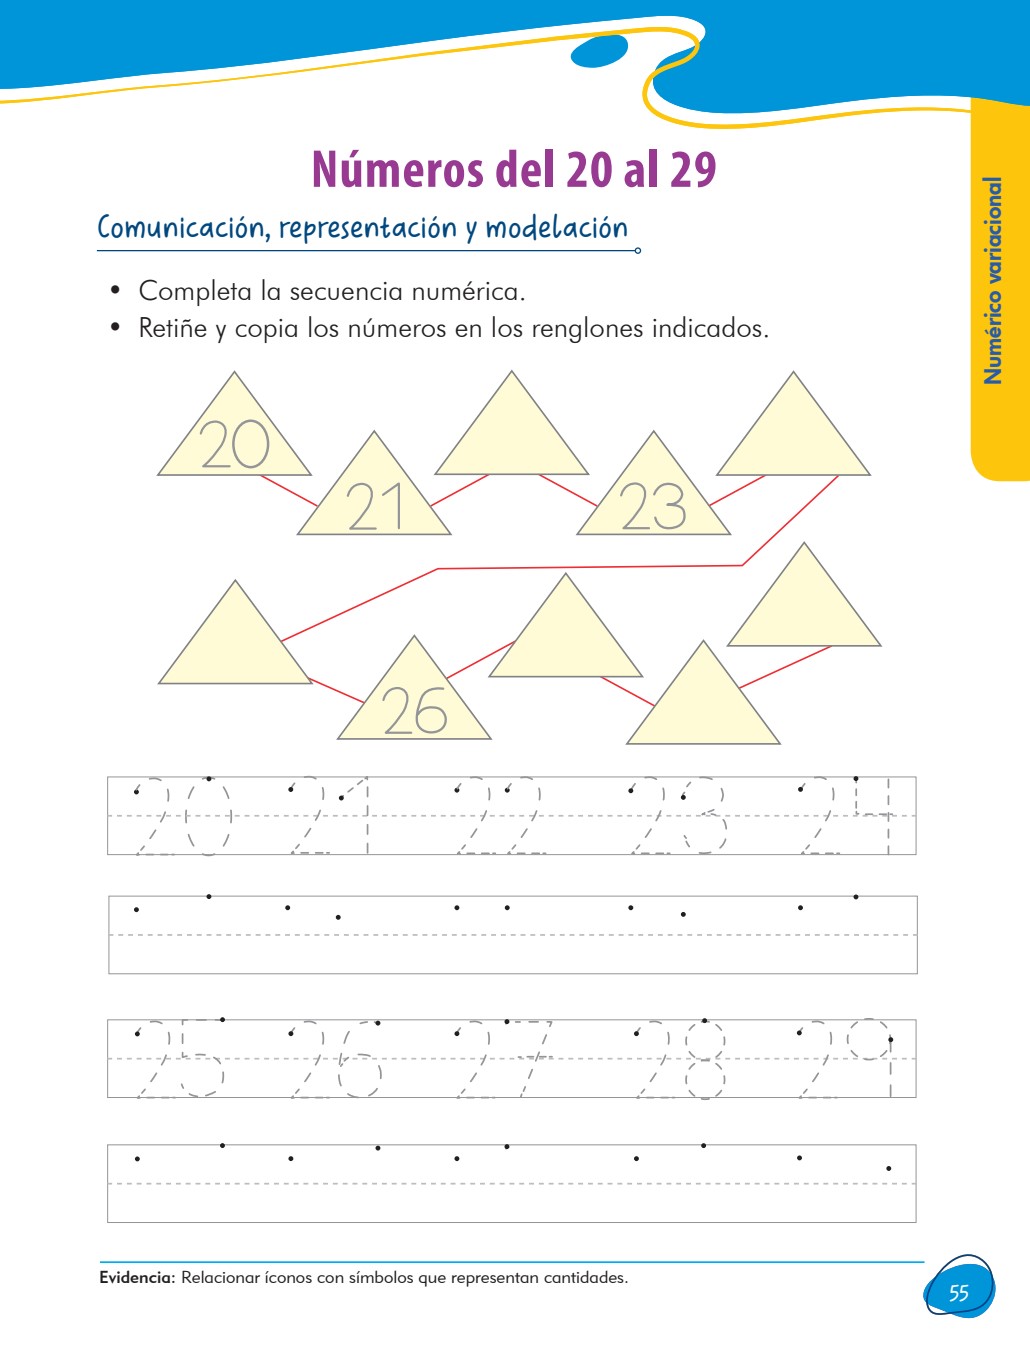 Números del 20 al 29
Comunicación, representación y modelación
Numérico variacional
• Completa la secuencia numérica.
• Retiñe y copia los números en los renglones indicados.
20
21
23
26
20 21 22 23 24
25 26 27 28 29
Evidencia: Relacionar íconos con símbolos que representan cantidades.
55